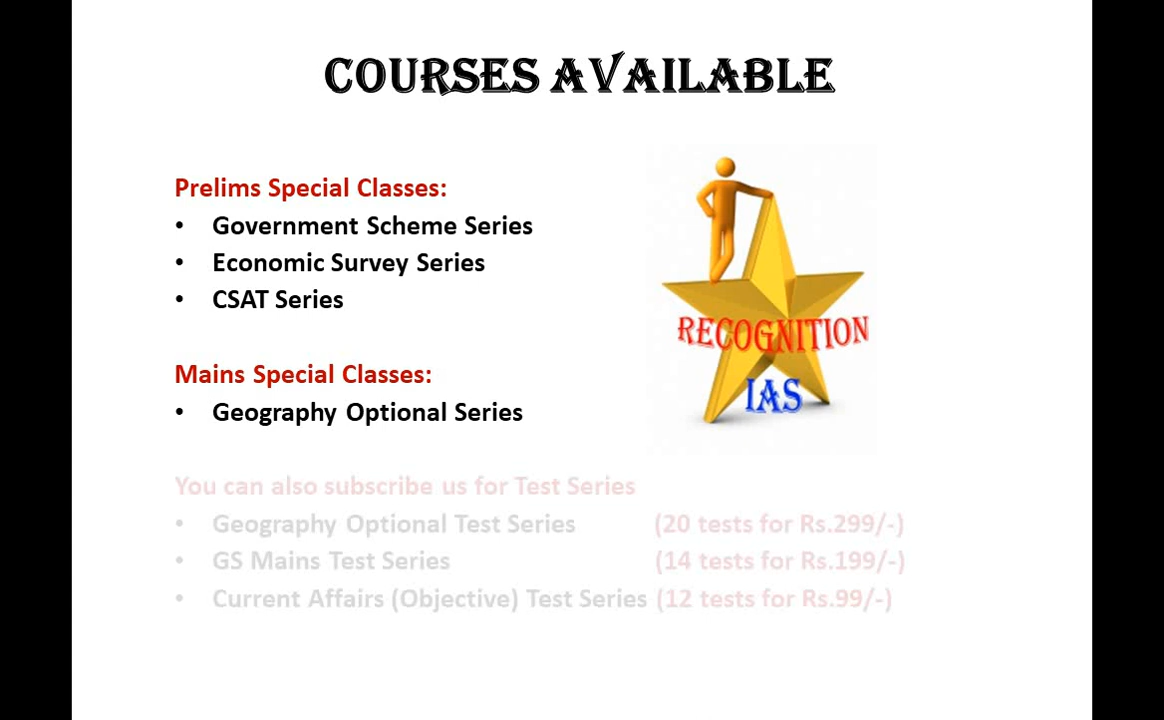 COURSES AVAILABLE
Prelims Special Classes:
• Government Scheme Series
• Economic Survey Series
• CSAT Series
RECOGNITION
IAS
Mains Special Classes:
• Geography Optional Series
You can also subscribe us for Test Series
• Geography Optional Test Series (20 tests for Rs.299/-)
• GS Mains Test Series (14 tests for Rs.199/-)
• Current Affairs (Objective) Test Series (12 tests for Rs.99/-)